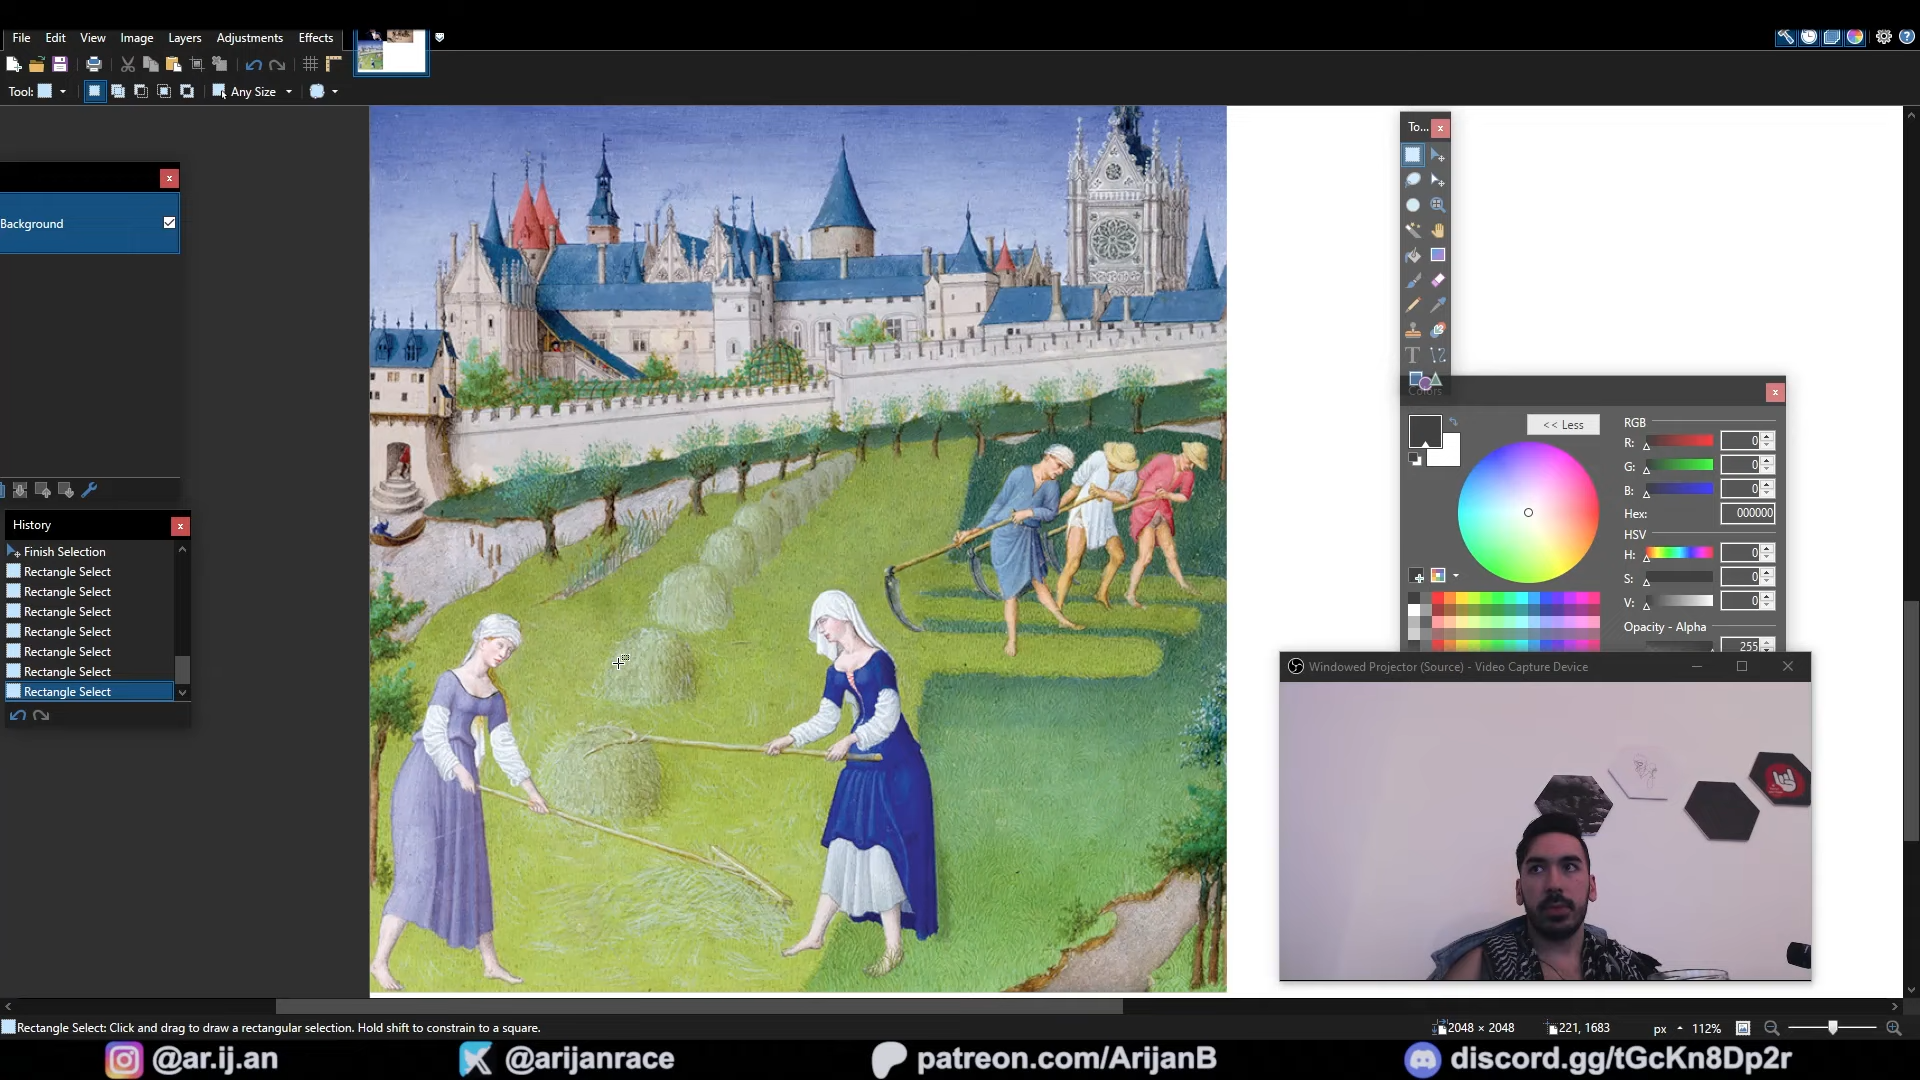 File Edit View Image Layers Adjustments Effects
Tool: Any Size
To...
Background
Colors
<< Less
RGB
R: 0
G: 0
B: 0
Hex: 000000
HSV
H: 0
S: 0
V: 0
Opacity - Alpha
255
History
Finish Selection
Rectangle Select
Rectangle Select
Rectangle Select
Rectangle Select
Rectangle Select
Rectangle Select
Rectangle Select
Windowed Projector (Source) - Video Capture Device
Rectangle Select: Click and drag to draw a rectangular selection. Hold shift to constrain to a square.
2048 × 2048 221, 1683 px 112%
@ar.ij.an @arijanrace patreon.com/ArijanB discord.gg/tGcKn8Dp2r